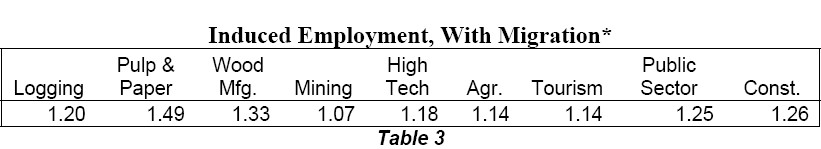 Induced Employment, With Migration*
Pulp & Wood High Public
Logging Paper Mfg. Mining Tech Agr. Tourism Sector Const.
1.20 1.49 1.33 1.07 1.18 1.14 1.14 1.25 1.26
Table 3